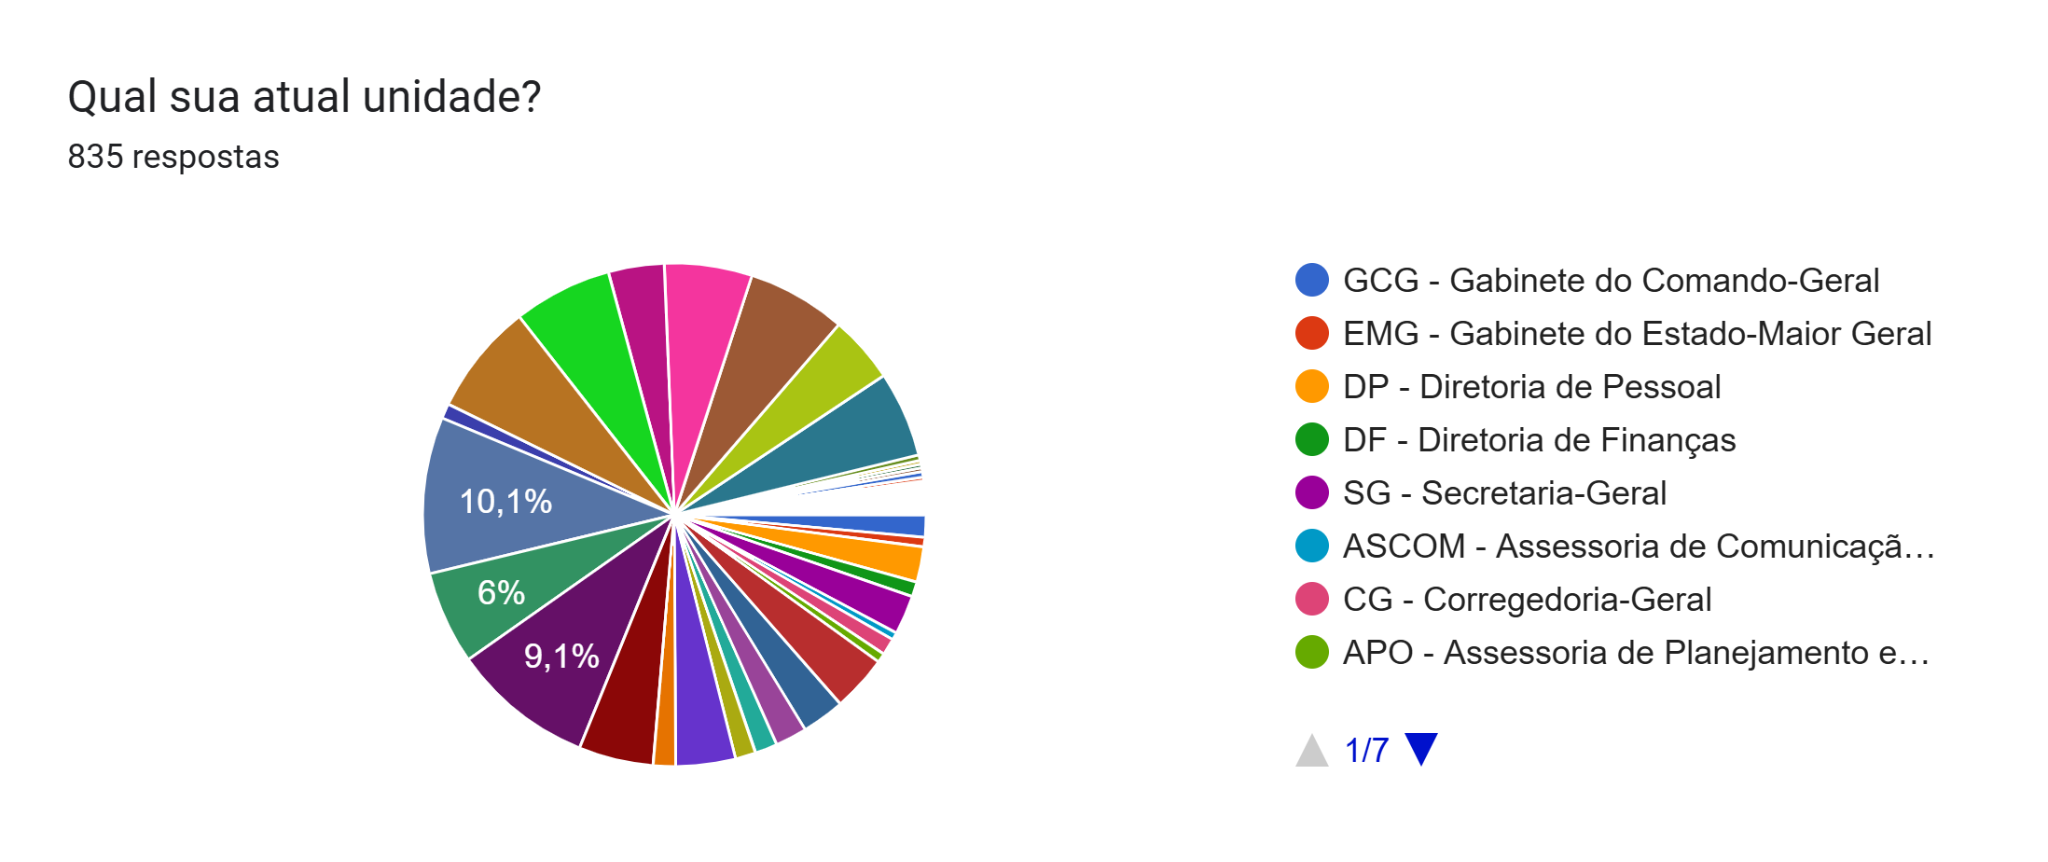 Qual sua atual unidade?
835 respostas
10,1%
6%
9,1%
GCG - Gabinete do Comando-Geral
EMG - Gabinete do Estado-Maior Geral
DP - Diretoria de Pessoal
DF - Diretoria de Finanças
SG - Secretaria-Geral
ASCOM - Assessoria de Comunicaçã…
CG - Corregedoria-Geral
APO - Assessoria de Planejamento e…
1/7